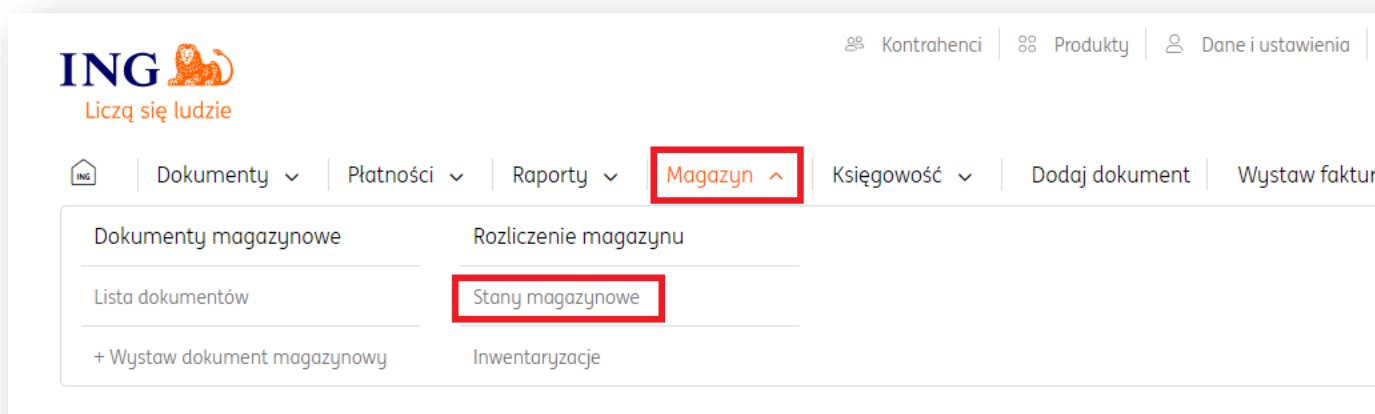 Kontrahenci Produkty Dane i ustawienia
ING
Liczą się ludzie
ING Dokumenty Płatności Raporty Magazyn Księgowość Dodaj dokument Wystaw faktur
Dokumenty magazynowe Rozliczenie magazynu
Lista dokumentów Stany magazynowe
+ Wystaw dokument magazynowy Inwentaryzacje